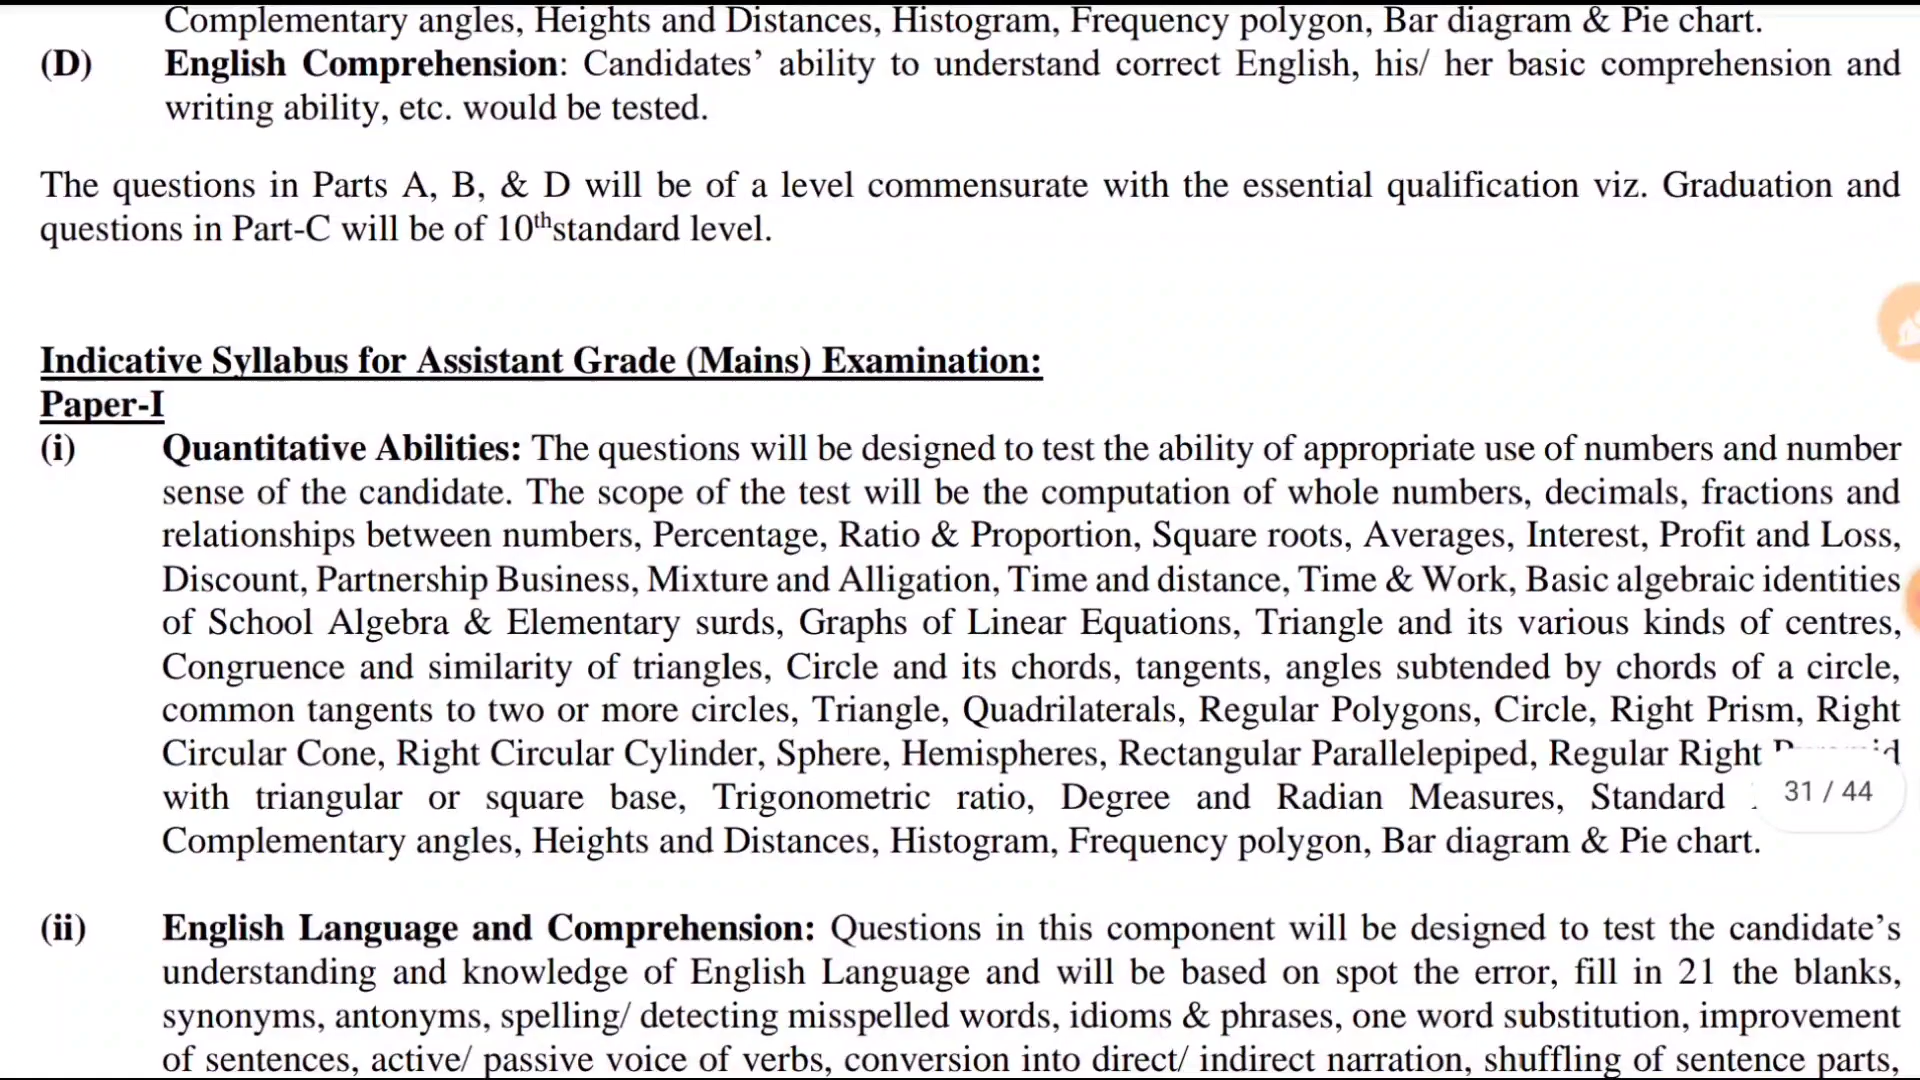 Complementary angles, Heights and Distances, Histogram, Frequency polygon, Bar diagram & Pie chart.
(D) English Comprehension: Candidates’ ability to understand correct English, his/ her basic comprehension and
writing ability, etc. would be tested.
The questions in Parts A, B, & D will be of a level commensurate with the essential qualification viz. Graduation and
questions in Part-C will be of 10thstandard level.
Indicative Syllabus for Assistant Grade (Mains) Examination:
Paper-I
(i) Quantitative Abilities: The questions will be designed to test the ability of appropriate use of numbers and number
sense of the candidate. The scope of the test will be the computation of whole numbers, decimals, fractions and
relationships between numbers, Percentage, Ratio & Proportion, Square roots, Averages, Interest, Profit and Loss,
Discount, Partnership Business, Mixture and Alligation, Time and distance, Time & Work, Basic algebraic identities
of School Algebra & Elementary surds, Graphs of Linear Equations, Triangle and its various kinds of centres,
Congruence and similarity of triangles, Circle and its chords, tangents, angles subtended by chords of a circle,
common tangents to two or more circles, Triangle, Quadrilaterals, Regular Polygons, Circle, Right Prism, Right
Circular Cone, Right Circular Cylinder, Sphere, Hemispheres, Rectangular Parallelepiped, Regular Right
with triangular or square base, Trigonometric ratio, Degree and Radian Measures, Standard
31 / 44
Complementary angles, Heights and Distances, Histogram, Frequency polygon, Bar diagram & Pie chart.
(ii) English Language and Comprehension: Questions in this component will be designed to test the candidate’s
understanding and knowledge of English Language and will be based on spot the error, fill in 21 the blanks,
synonyms, antonyms, spelling/ detecting misspelled words, idioms & phrases, one word substitution, improvement
of sentences, active/ passive voice of verbs, conversion into direct/ indirect narration, shuffling of sentence parts,